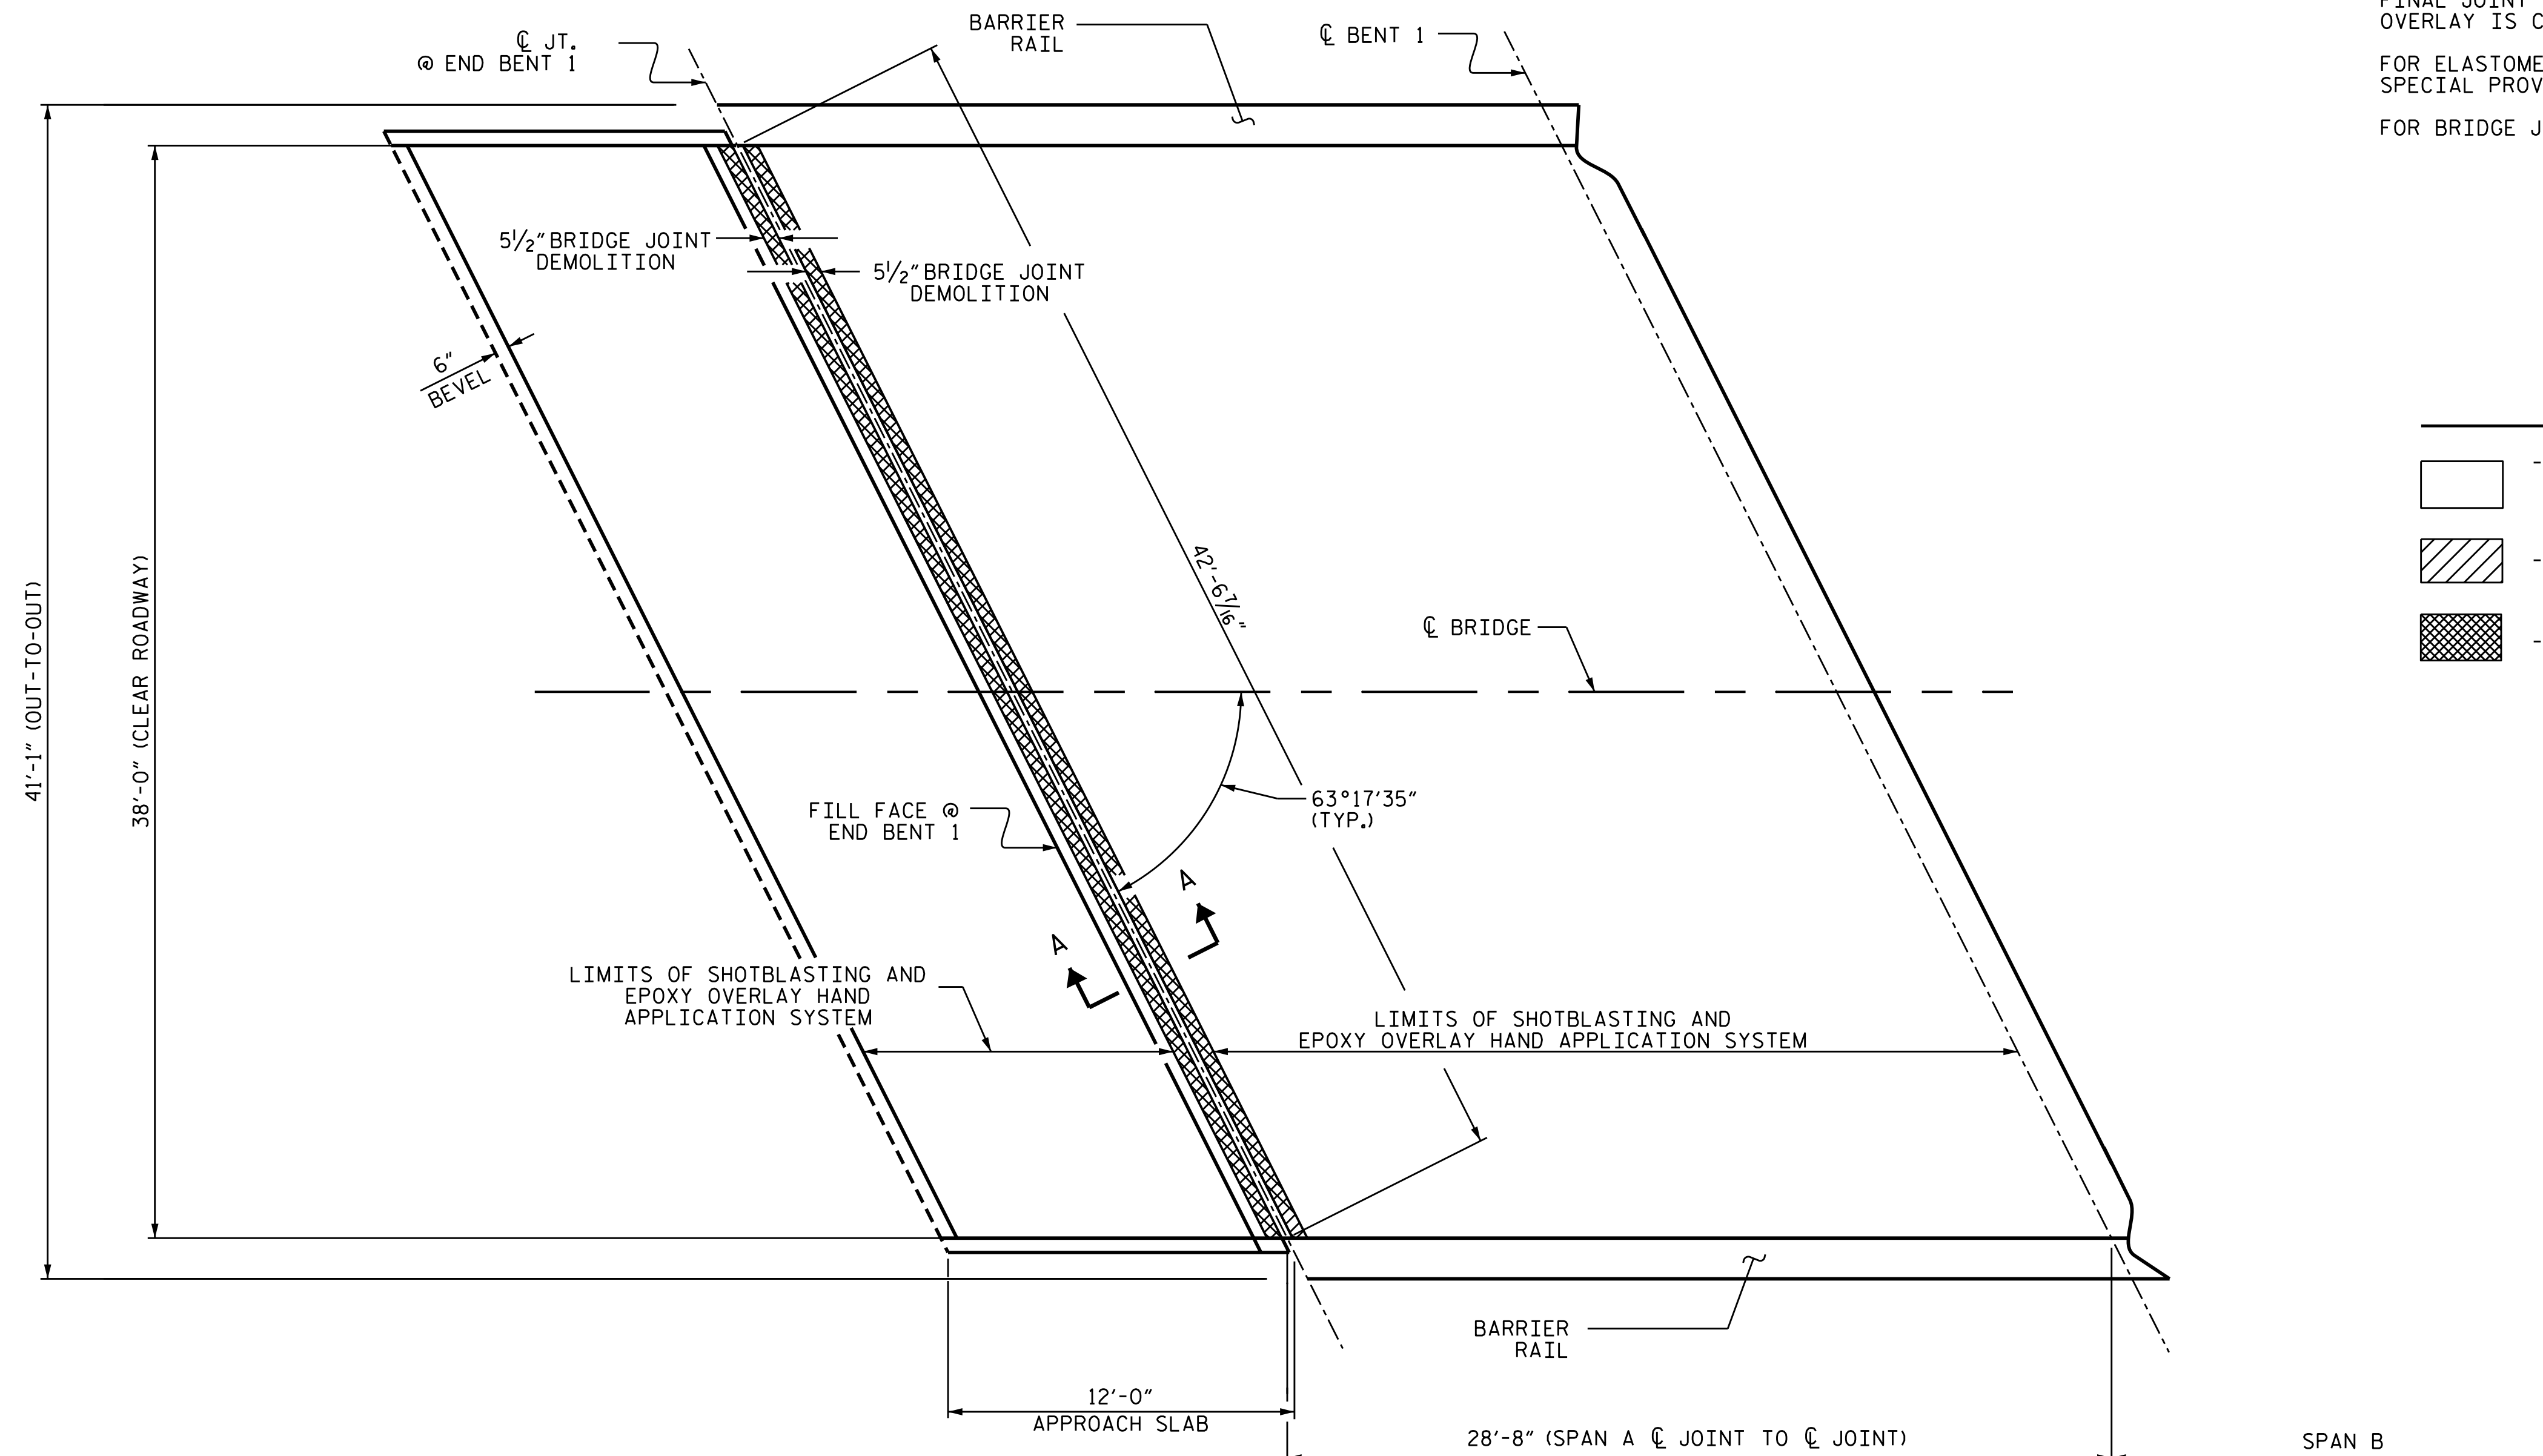 FINAL JOINT
OVERLAY IS C
FOR ELASTOME
SPECIAL PROV
FOR BRIDGE J
℄ JT.
@ END BENT 1
BARRIER
RAIL
℄ BENT 1
5½" BRIDGE JOINT
DEMOLITION
5½" BRIDGE JOINT
DEMOLITION
6"
BEVEL
42'-6⁷⁄₁₆"
41'-1" (OUT-TO-OUT)
38'-0" (CLEAR ROADWAY)
℄ BRIDGE
63°17'35"
(TYP.)
FILL FACE @
END BENT 1
A
A
LIMITS OF SHOTBLASTING AND
EPOXY OVERLAY HAND
APPLICATION SYSTEM
LIMITS OF SHOTBLASTING AND
EPOXY OVERLAY HAND APPLICATION SYSTEM
BARRIER
RAIL
12'-0"
APPROACH SLAB
28'-8" (SPAN A ℄ JOINT TO ℄ JOINT)
SPAN B